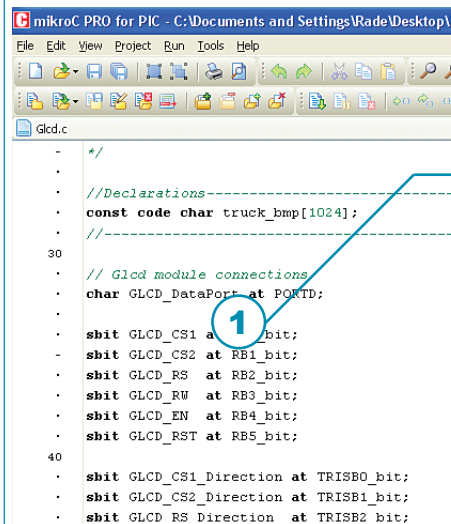 mikroC PRO for PIC - C:\Documents and Settings\Rade\Desktop\
File Edit View Project Run Tools Help
Glcd.c
*/
//Declarations--------------------------------
const code char truck_bmp[1024];
//--------------------------------------------
30
// Glcd module connections
char GLCD_DataPort at PORTD;
1
sbit GLCD_CS1 a bit;
sbit GLCD_CS2 at RB1_bit;
sbit GLCD_RS at RB2_bit;
sbit GLCD_RW at RB3_bit;
sbit GLCD_EN at RB4_bit;
sbit GLCD_RST at RB5_bit;
40
sbit GLCD_CS1_Direction at TRISB0_bit;
sbit GLCD_CS2_Direction at TRISB1_bit;
sbit GLCD_RS_Direction at TRISB2_bit;